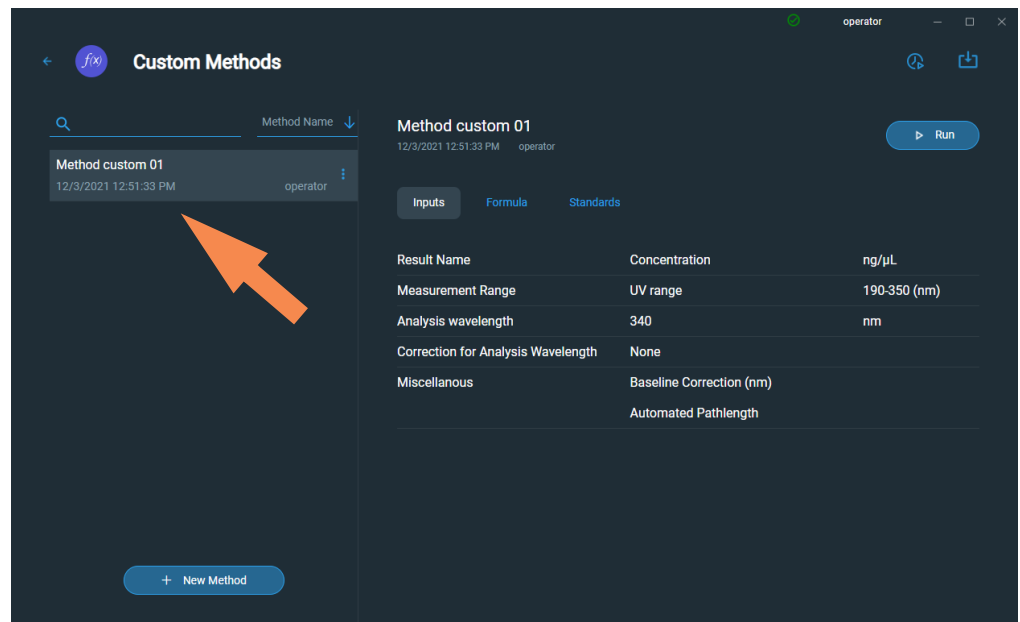 operator
f(x) Custom Methods
Method Name
Method custom 01
12/3/2021 12:51:33 PM operator
New Method
Method custom 01
12/3/2021 12:51:33 PM operator
Run
Inputs Formula Standards
Result Name Concentration ng/µL
Measurement Range UV range 190-350 (nm)
Analysis wavelength 340 nm
Correction for Analysis Wavelength None
Miscellanous Baseline Correction (nm)
Automated Pathlength